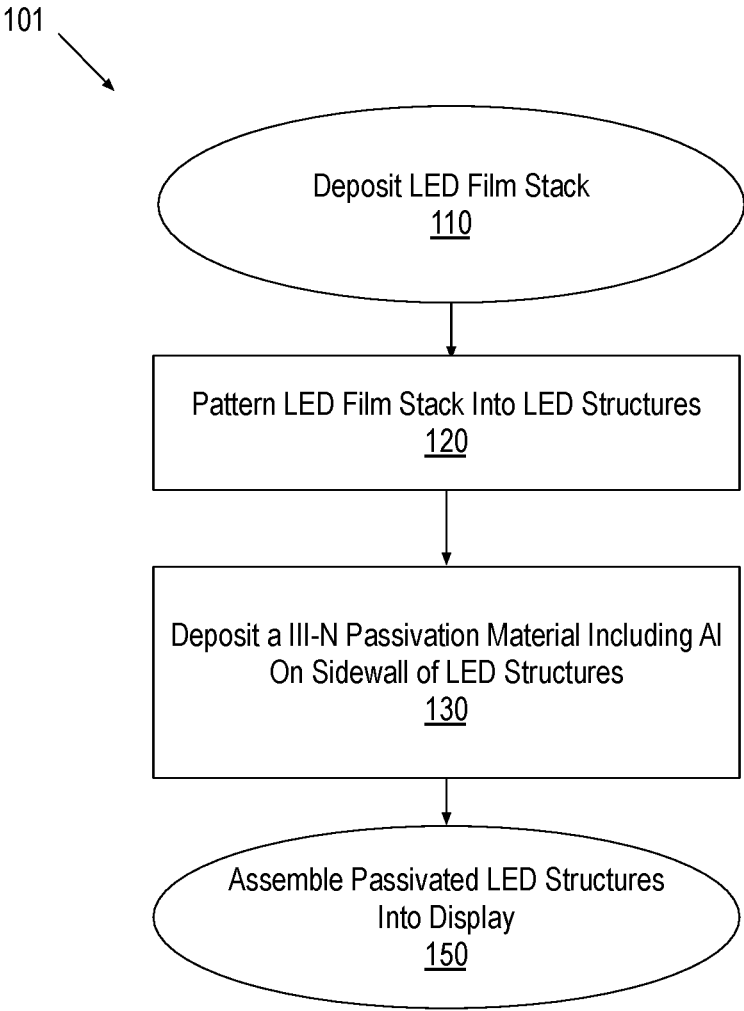 101
Deposit LED Film Stack
110
Pattern LED Film Stack Into LED Structures
120
Deposit a III-N Passivation Material Including Al
On Sidewall of LED Structures
130
Assemble Passivated LED Structures
Into Display
150